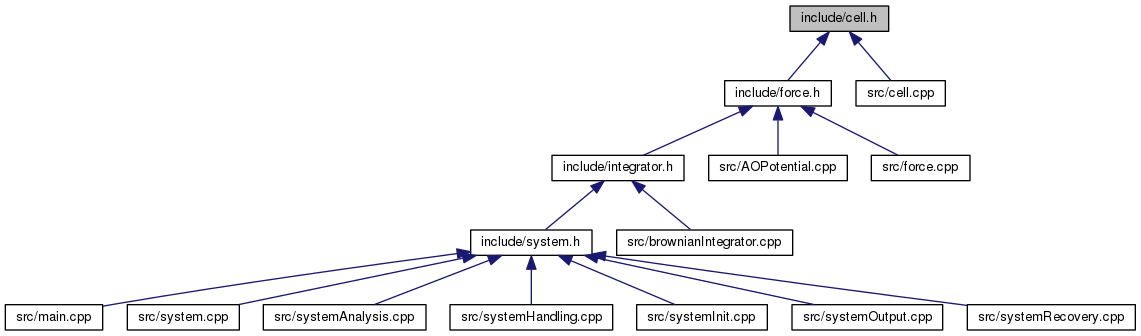 include/cell.h
include/force.h
src/cell.cpp
include/integrator.h
src/AOPotential.cpp
src/force.cpp
include/system.h
src/brownianIntegrator.cpp
src/main.cpp
src/system.cpp
src/systemAnalysis.cpp
src/systemHandling.cpp
src/systemInit.cpp
src/systemOutput.cpp
src/systemRecovery.cpp